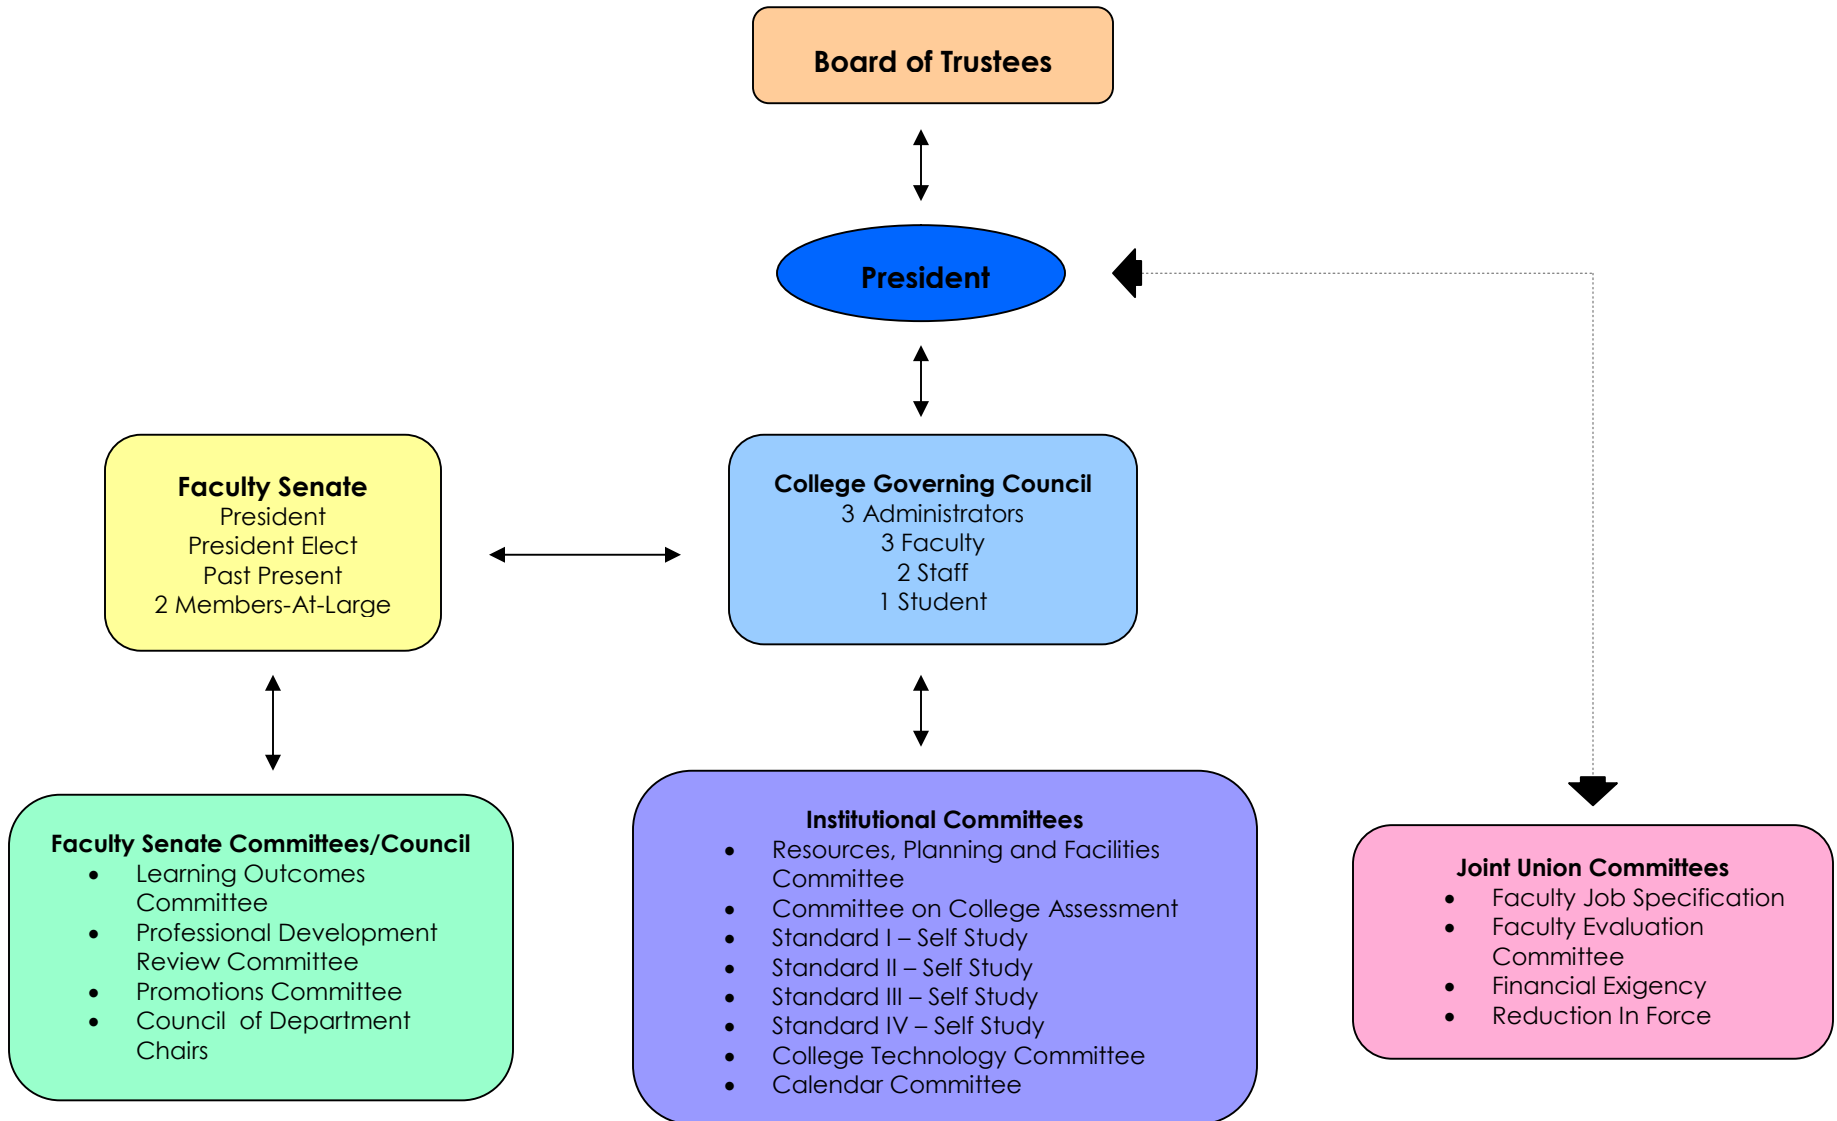 Board of Trustees
President
Faculty Senate
President
President Elect
Past Present
2 Members-At-Large
College Governing Council
3 Administrators
3 Faculty
2 Staff
1 Student
Faculty Senate Committees/Council
• Learning Outcomes
Committee
• Professional Development
Review Committee
• Promotions Committee
• Council  of Department
Chairs
Institutional Committees
• Resources, Planning and Facilities
Committee
• Committee on College Assessment
• Standard I – Self Study
• Standard II – Self Study
• Standard III – Self Study
• Standard IV – Self Study
• College Technology Committee
• Calendar Committee
Joint Union Committees
• Faculty Job Specification
• Faculty Evaluation
Committee
• Financial Exigency
• Reduction In Force